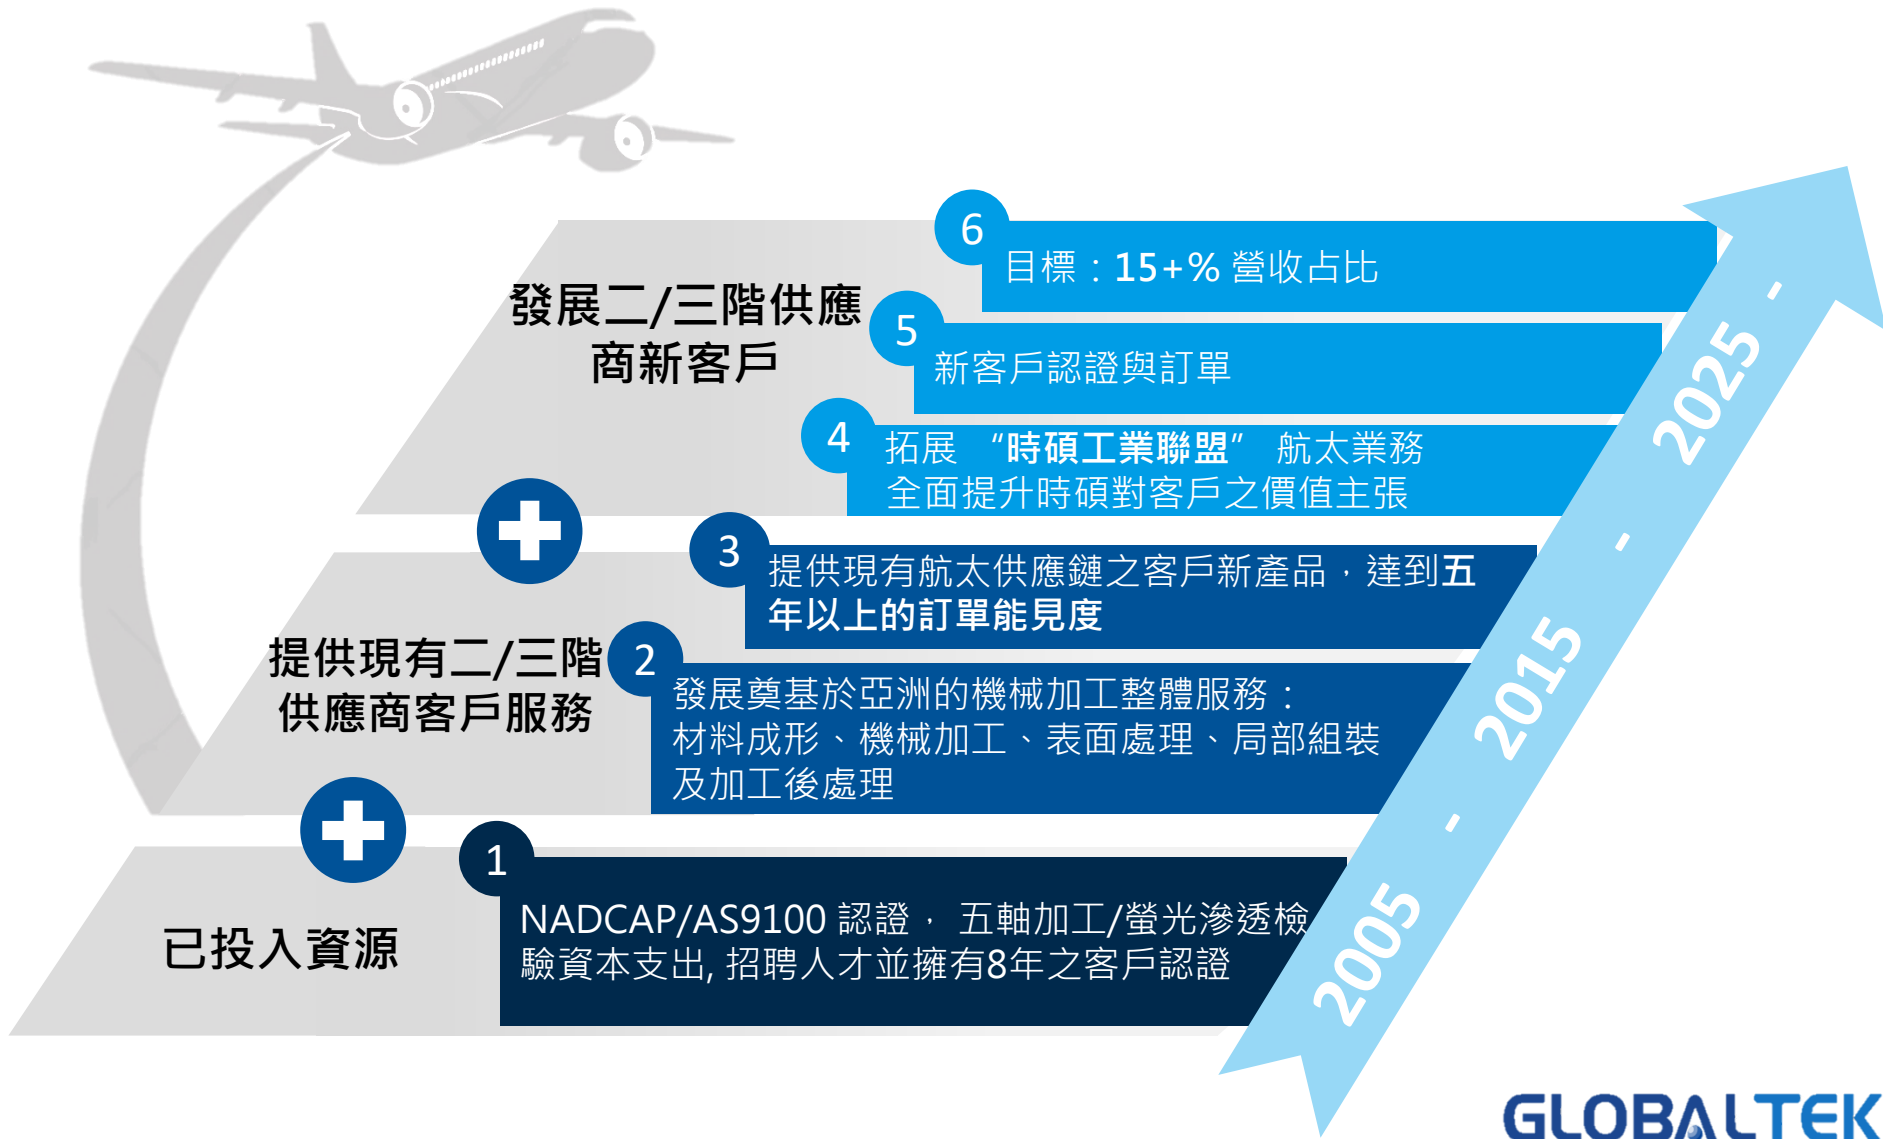 6
目標：15+% 營收占比
發展二/三階供應
商新客戶
5
新客戶認證與訂單
4
拓展 “時碩工業聯盟” 航太業務
全面提升時碩對客戶之價值主張
3
提供現有航太供應鏈之客戶新產品，達到五
年以上的訂單能見度
提供現有二/三階
供應商客戶服務
2
發展奠基於亞洲的機械加工整體服務：
材料成形、機械加工、表面處理、局部組裝
及加工後處理
1
已投入資源
NADCAP/AS9100 認證， 五軸加工/螢光滲透檢
驗資本支出, 招聘人才並擁有8年之客戶認證
2005 - 2015 - 2025 -
GLOBALTEK